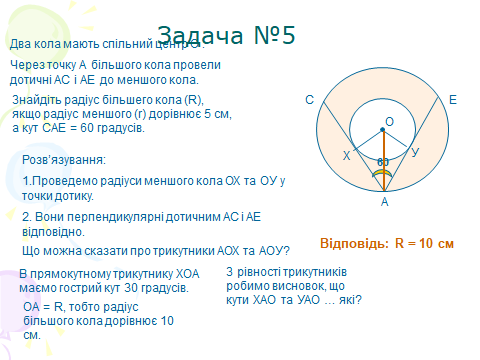 Задача №5
Два кола мають спільний центр О .
Через точку А більшого кола провели
дотичні АС і АЕ до меншого кола.
Знайдіть радіус більшего кола (R),
якщо радіус меншого (r) дорівнює 5 см,
а кут САЕ = 60 градусів.
Розв'язування:
1.Проведемо радіуси меншого кола ОХ та ОУ у
точки дотику.
2. Вони перпендикулярні дотичним АС і АЕ
відповідно.
Що можна сказати про трикутники АОХ та АОУ?
В прямокутному трикутнику ХОА
маємо гострий кут 30 градусів.
ОА = R, тобто радіус
більшого кола дорівнює 10
см.
З рівності трикутників
робимо висновок, що
кути ХАО та УАО … які?
С
Е
О
Х
У
60
А
Відповідь: R = 10 см